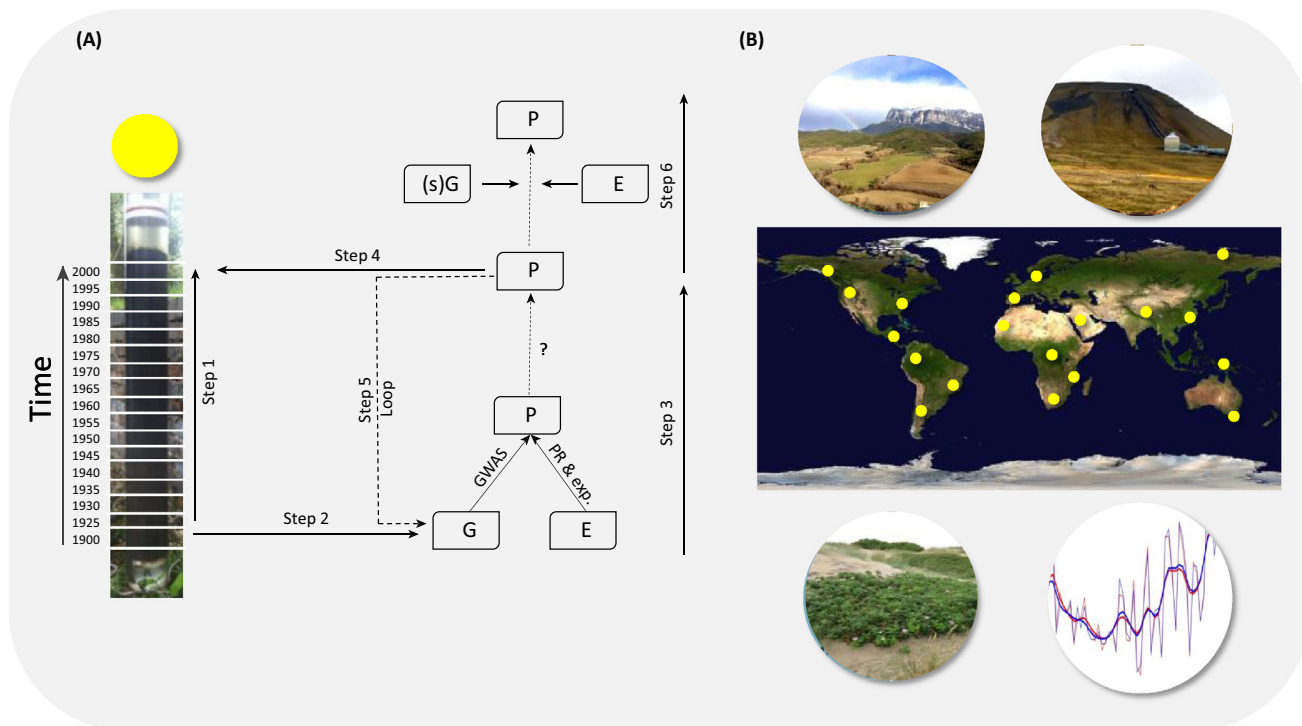 (A)
(B)
P
(s)G
E
Step 6
Step 4
P
2000
1995
1990
1985
1980
1975
1970
1965
1960
1955
1950
1945
1940
1935
1930
1925
1900
Time
Step 1
?
Step 5
Loop
Step 3
P
GWAS
PR & exp.
Step 2
G
E